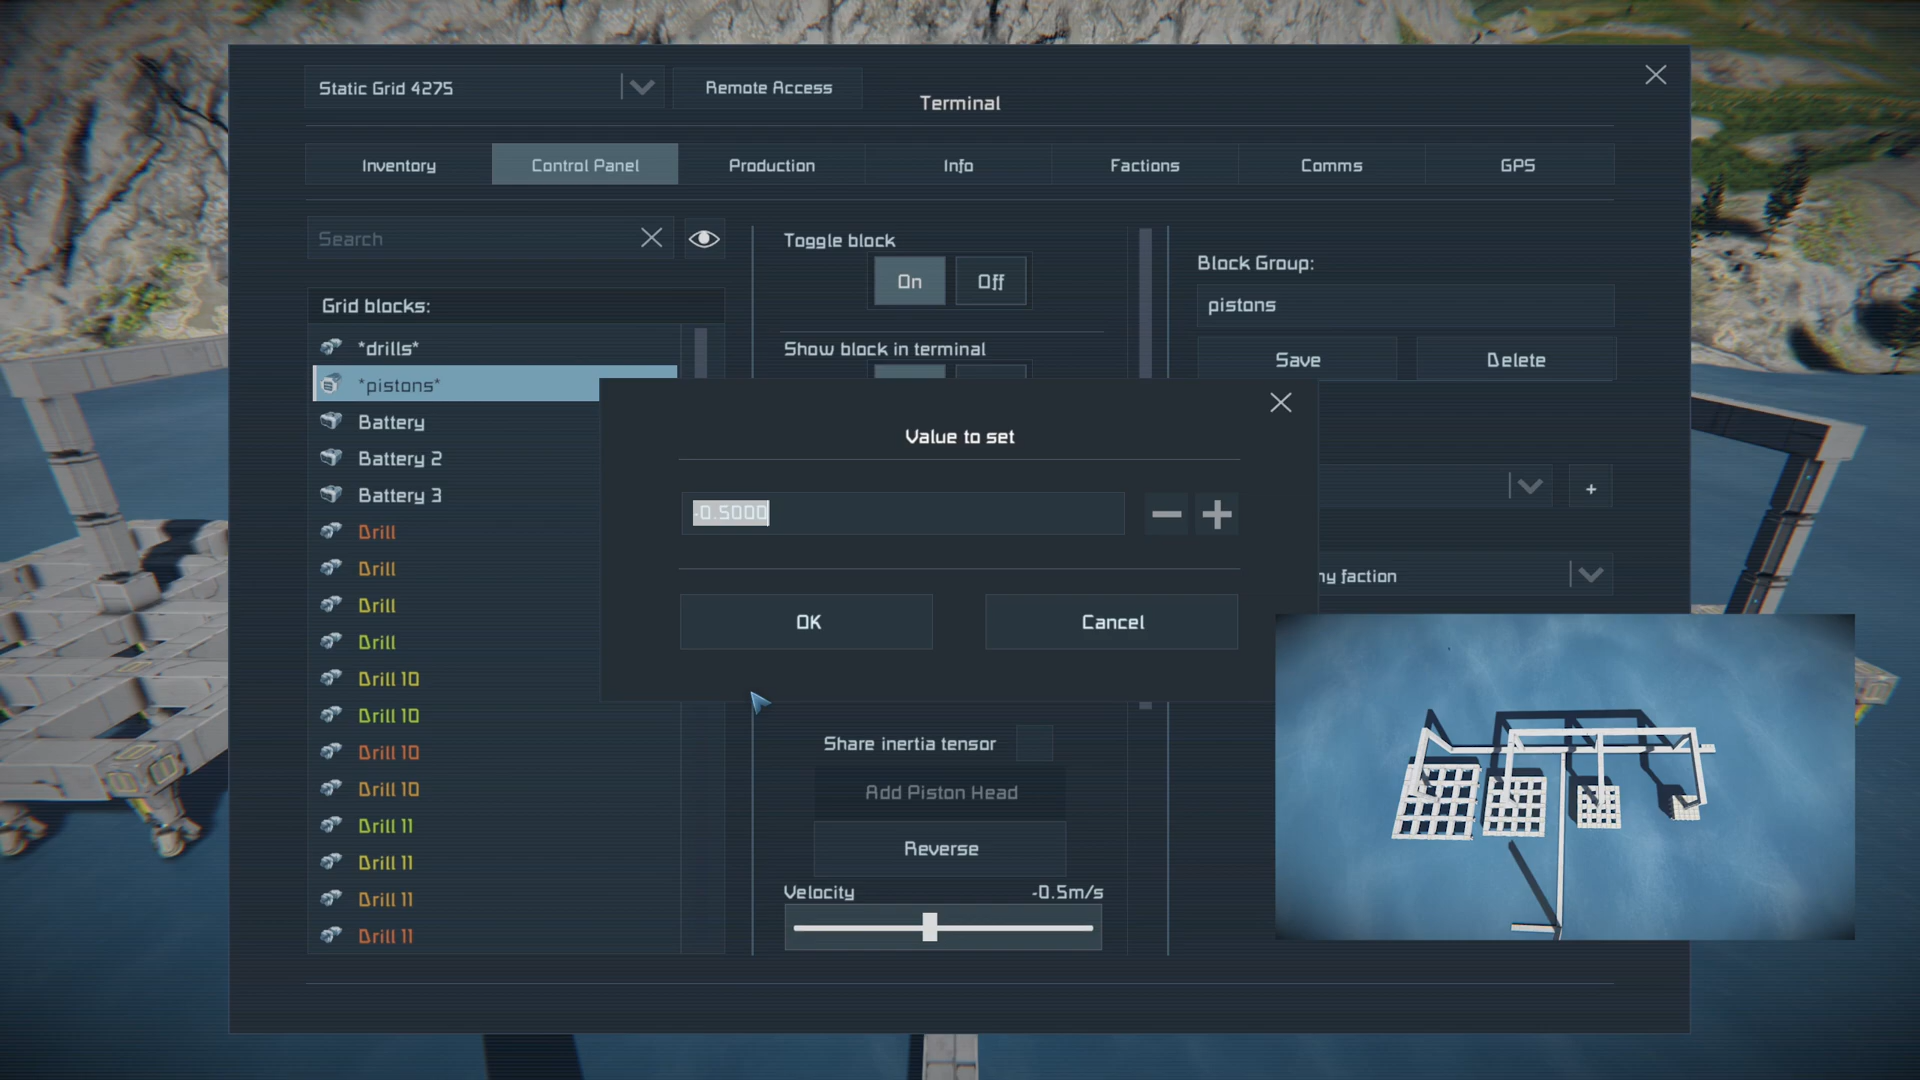 Static Grid 4275
Remote Access
Terminal
Inventory
Control Panel
Production
Info
Factions
Comms
GPS
Search
Grid blocks:
*drills*
*pistons*
Battery
Battery 2
Battery 3
Drill
Drill
Drill
Drill
Drill 10
Drill 10
Drill 10
Drill 10
Drill 11
Drill 11
Drill 11
Drill 11
Toggle block
On
Off
Show block in terminal
Block Group:
pistons
Save
Delete
+
Value to set
-0.5000
OK
Cancel
faction
Share inertia tensor
Add Piston Head
Reverse
Velocity
-0.5m/s